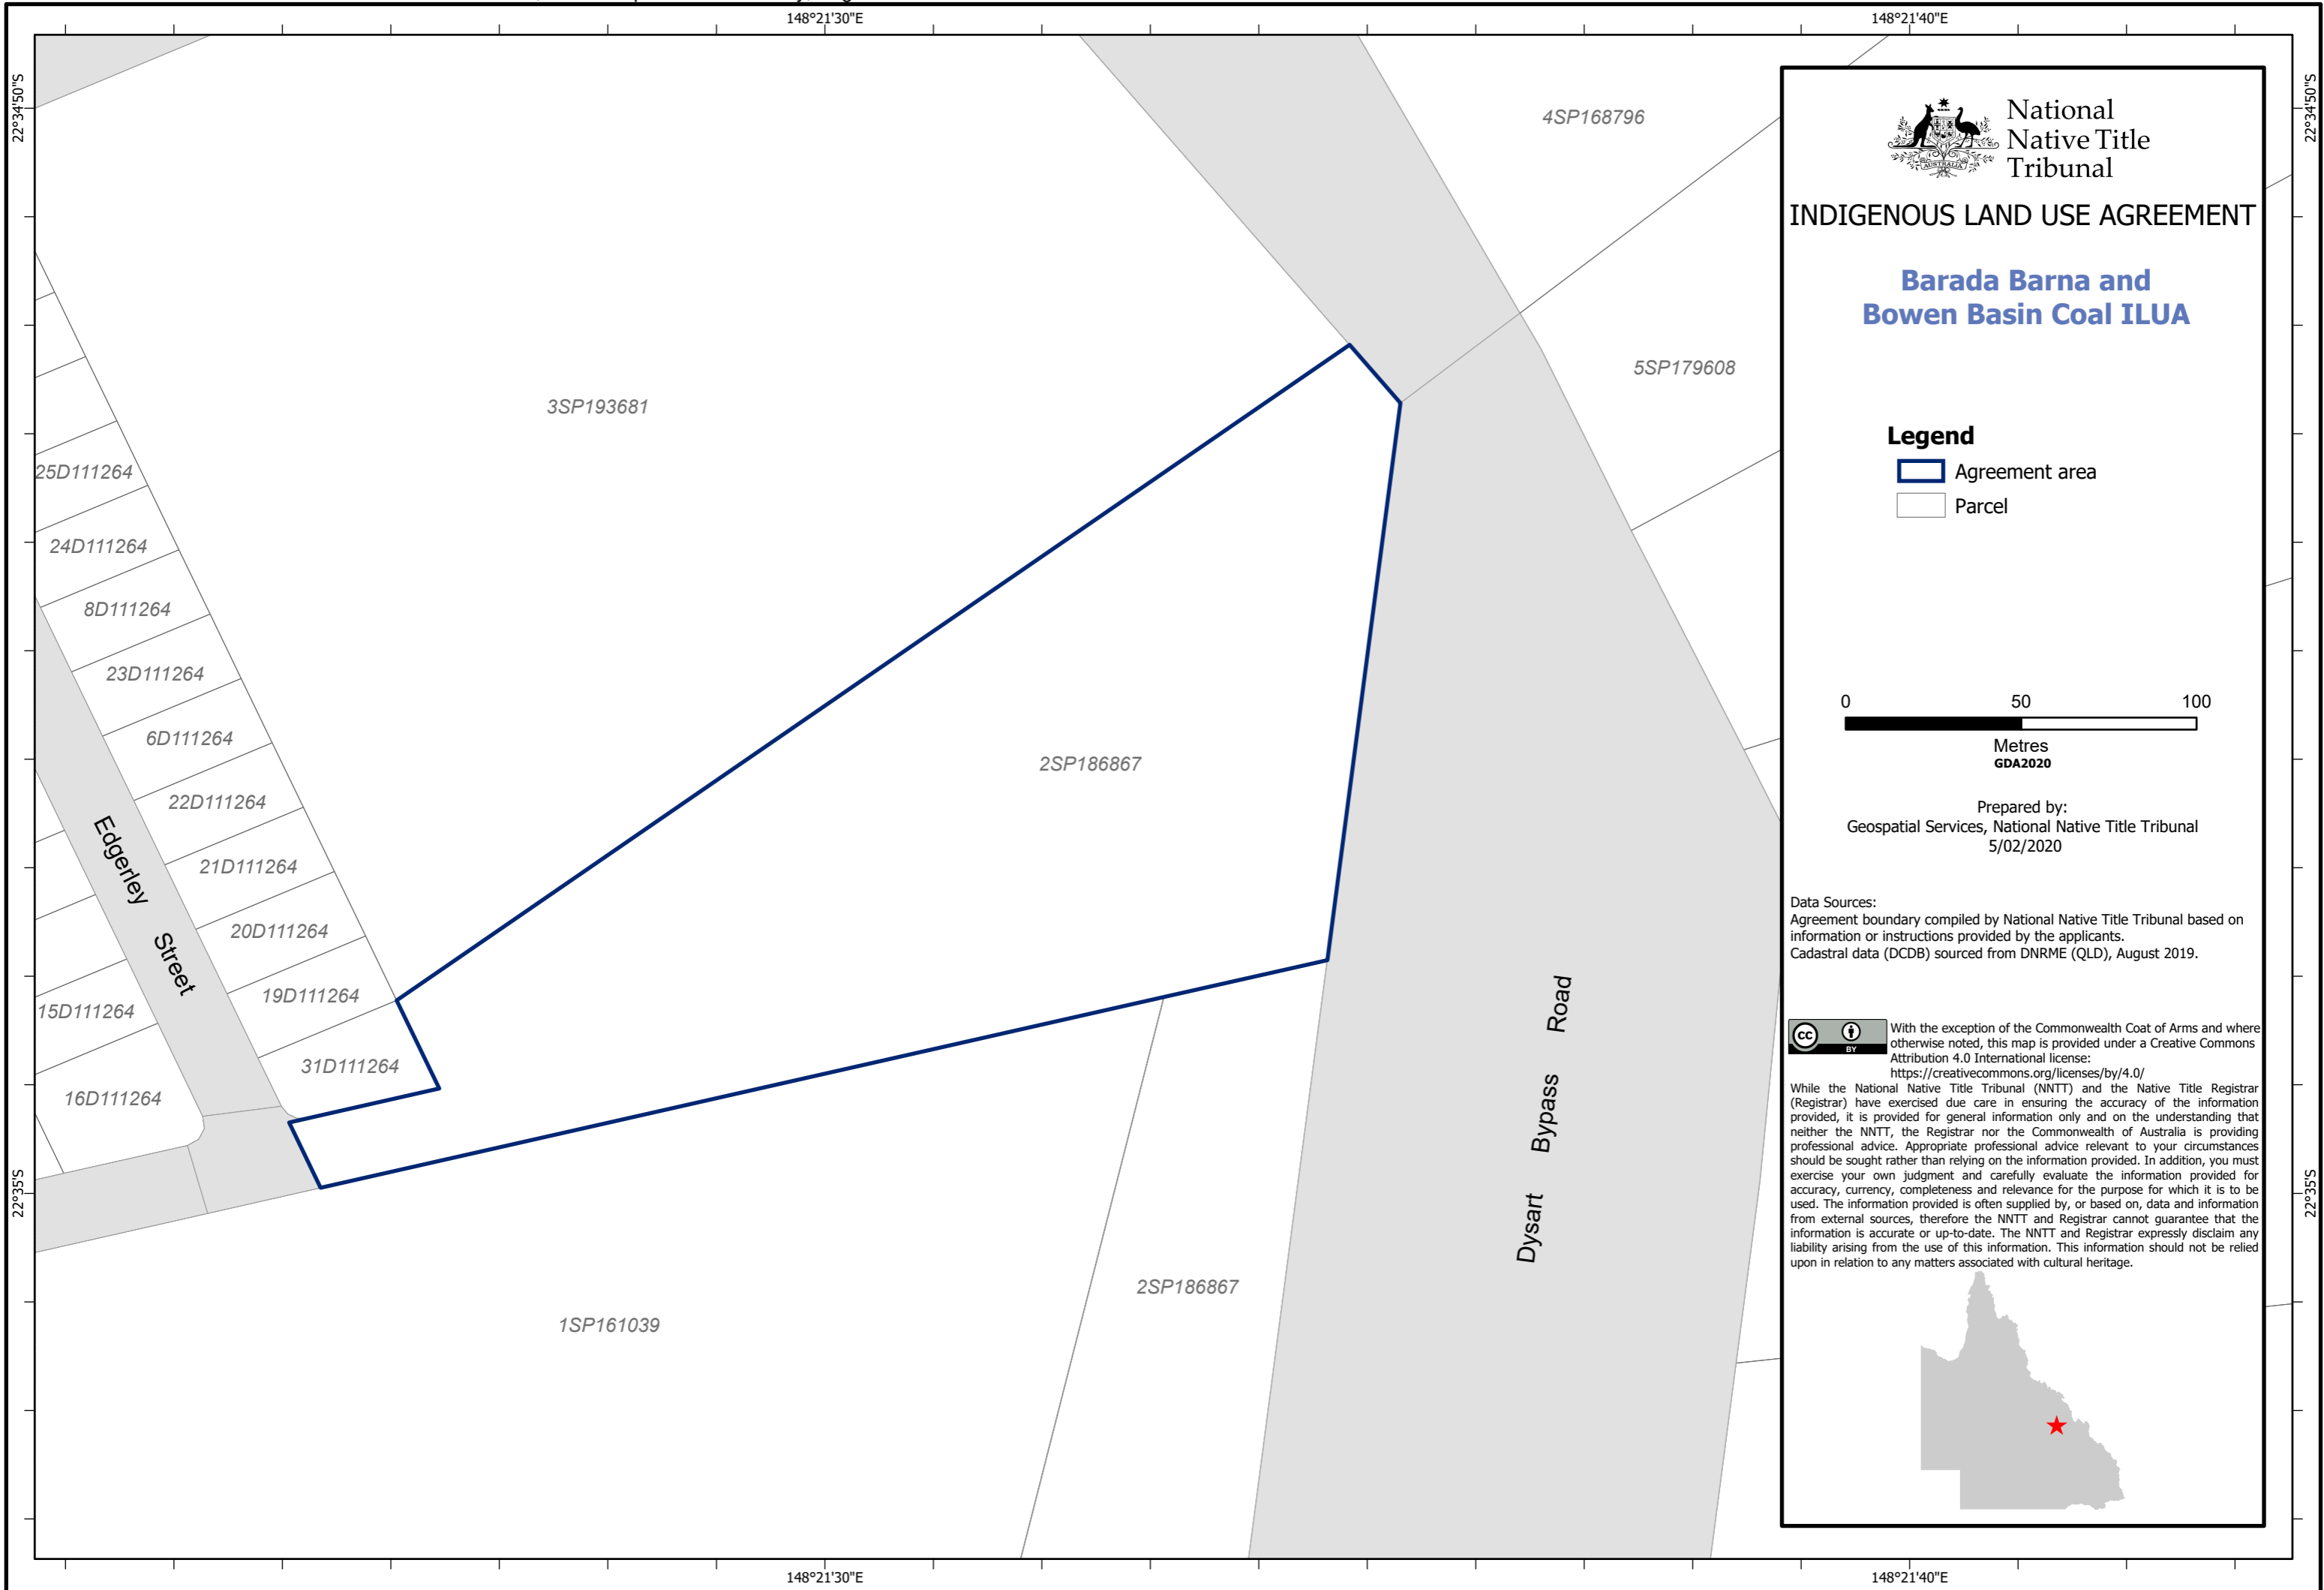 148°21'30"E
148°21'40"E
22°34'50"S
22°34'50"S
4SP168796
5SP179608
3SP193681
25D111264
24D111264
8D111264
23D111264
6D111264
22D111264
21D111264
20D111264
19D111264
31D111264
15D111264
16D111264
Edgerley Street
2SP186867
2SP186867
1SP161039
Dysart Bypass Road
22°35'S
22°35'S
148°21'30"E
148°21'40"E
National
Native Title
Tribunal
AUSTRALIA
INDIGENOUS LAND USE AGREEMENT
Barada Barna and
Bowen Basin Coal ILUA
Legend
Agreement area
Parcel
0 50 100
Metres
GDA2020
Prepared by:
Geospatial Services, National Native Title Tribunal
5/02/2020
Data Sources:
Agreement boundary compiled by National Native Title Tribunal based on
information or instructions provided by the applicants.
Cadastral data (DCDB) sourced from DNRME (QLD), August 2019.
cc BY
With the exception of the Commonwealth Coat of Arms and where
otherwise noted, this map is provided under a Creative Commons
Attribution 4.0 International license:
https://creativecommons.org/licenses/by/4.0/
While the National Native Title Tribunal (NNTT) and the Native Title Registrar
(Registrar) have exercised due care in ensuring the accuracy of the information
provided, it is provided for general information only and on the understanding that
neither the NNTT, the Registrar nor the Commonwealth of Australia is providing
professional advice. Appropriate professional advice relevant to your circumstances
should be sought rather than relying on the information provided. In addition, you must
exercise your own judgment and carefully evaluate the information provided for
accuracy, currency, completeness and relevance for the purpose for which it is to be
used. The information provided is often supplied by, or based on, data and information
from external sources, therefore the NNTT and Registrar cannot guarantee that the
information is accurate or up-to-date. The NNTT and Registrar expressly disclaim any
liability arising from the use of this information. This information should not be relied
upon in relation to any matters associated with cultural heritage.